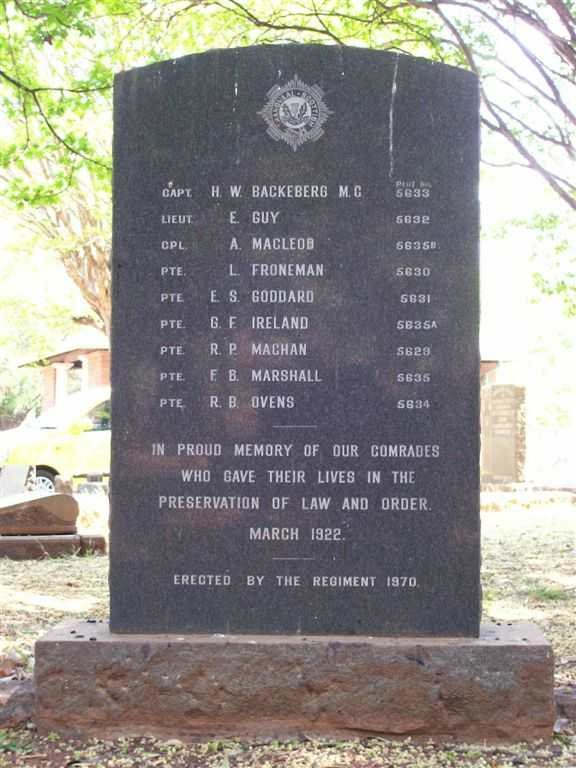 TRANSVAAL SCOTTISH
PLOT No.
CAPT. H. W. BACKEBERG M.C. 5633
LIEUT. E. GUY 5632
CPL. A. MACLEOD 5635B.
PTE. L. FRONEMAN 5630
PTE. E. S. GODDARD 5631
PTE. G. F. IRELAND 5635A
PTE. R. P. MACHAN 5629
PTE. F. B. MARSHALL 5635
PTE. R. B. OVENS 5634
IN PROUD MEMORY OF OUR COMRADES
WHO GAVE THEIR LIVES IN THE
PRESERVATION OF LAW AND ORDER.
MARCH 1922.
ERECTED BY THE REGIMENT 1970.